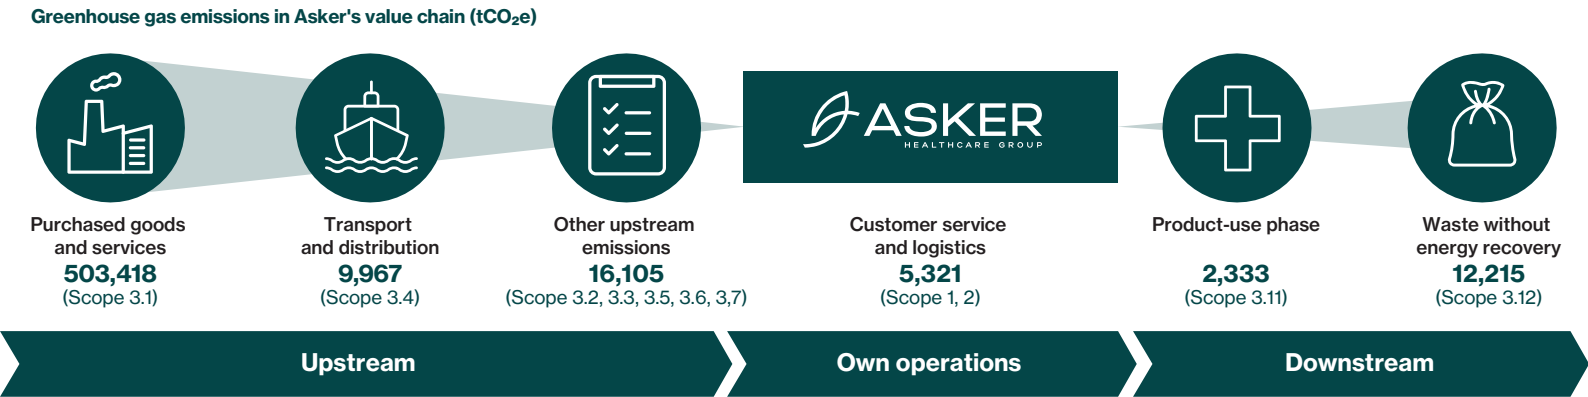 Greenhouse gas emissions in Asker's value chain (tCO₂e)
ASKER
HEALTHCARE GROUP
Purchased goods
and services
503,418
(Scope 3.1)
Transport
and distribution
9,967
(Scope 3.4)
Other upstream
emissions
16,105
(Scope 3.2, 3.3, 3.5, 3.6, 3,7)
Customer service
and logistics
5,321
(Scope 1, 2)
Product-use phase
2,333
(Scope 3.11)
Waste without
energy recovery
12,215
(Scope 3.12)
Upstream
Own operations
Downstream